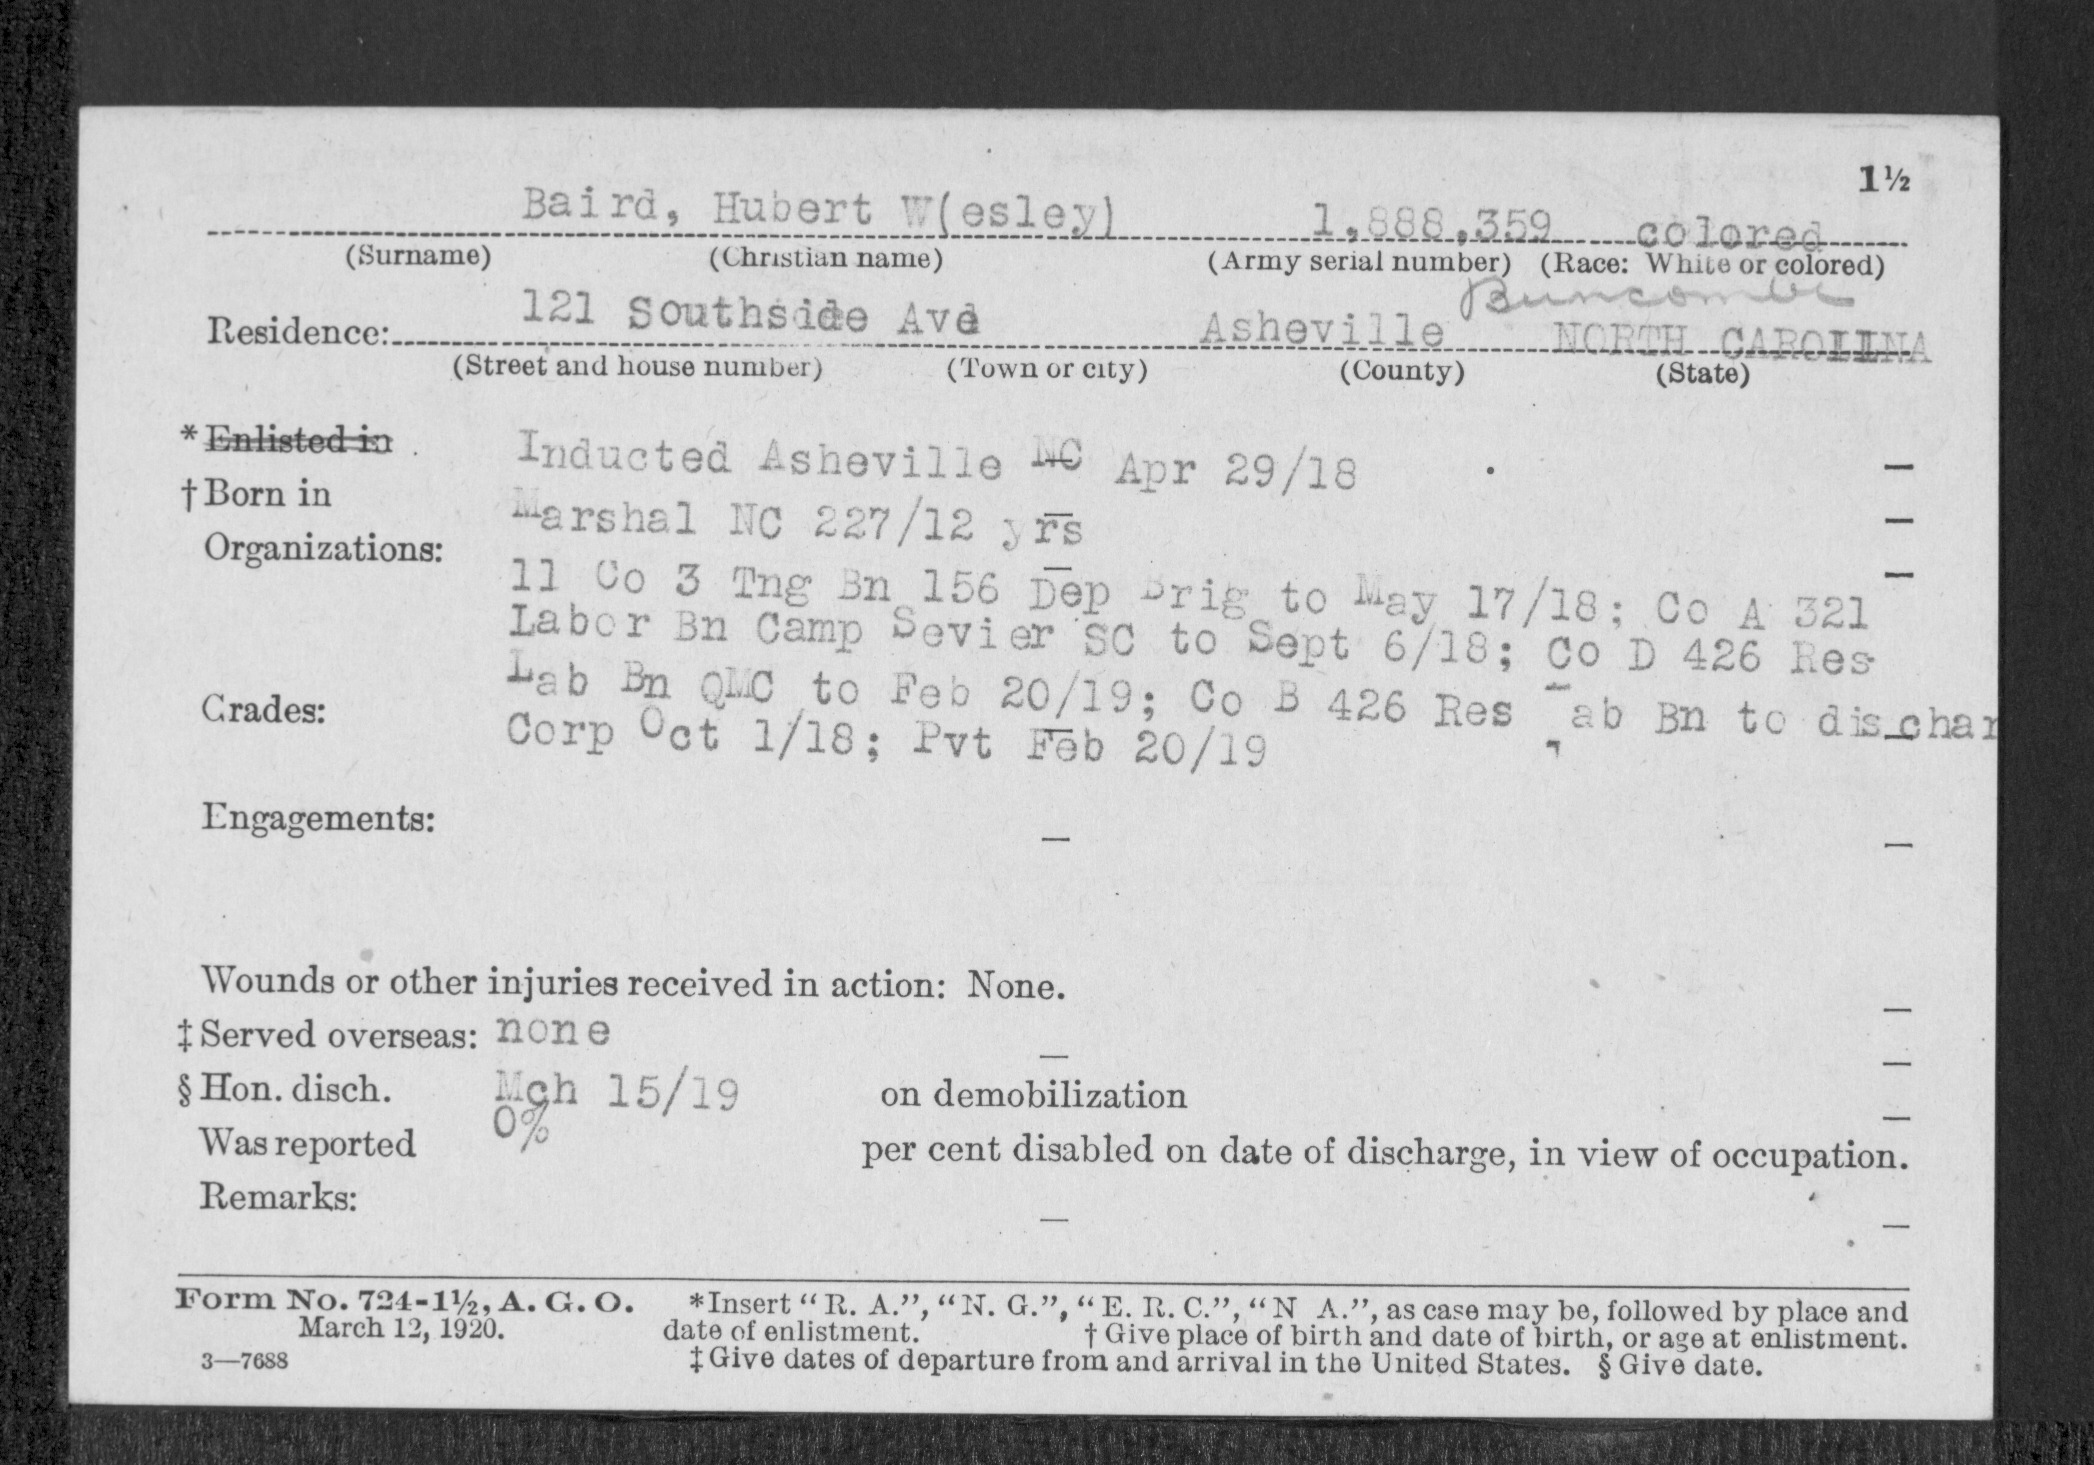 1½
Baird, Hubert W(esley) 1,888,359 colored
(Surname) (Christian name) (Army serial number) (Race: White or colored)
Buncombe
Residence: 121 Southside Ave Asheville NORTH CAROLINA
(Street and house number) (Town or city) (County) (State)
* Enlisted in Inducted Asheville NC Apr 29/18
† Born in Marshal NC 22 7/12 yrs
Organizations: 11 Co 3 Tng Bn 156 Dep Brig to May 17/18; Co A 321
Labor Bn Camp Sevier SC to Sept 6/18; Co D 426 Res
Lab Bn QMC to Feb 20/19; Co B 426 Res Lab Bn to dischar
Grades: Corp Oct 1/18; Pvt Feb 20/19
Engagements:
Wounds or other injuries received in action: None.
‡ Served overseas: none
§ Hon. disch. Mch 15/19 on demobilization
Was reported 0% per cent disabled on date of discharge, in view of occupation.
Remarks:
Form No. 724-1½, A. G. O. *Insert "R. A.", "N. G.", "E. R. C.", "N A.", as case may be, followed by place and
March 12, 1920. date of enlistment. † Give place of birth and date of birth, or age at enlistment.
3—7688 ‡ Give dates of departure from and arrival in the United States. § Give date.